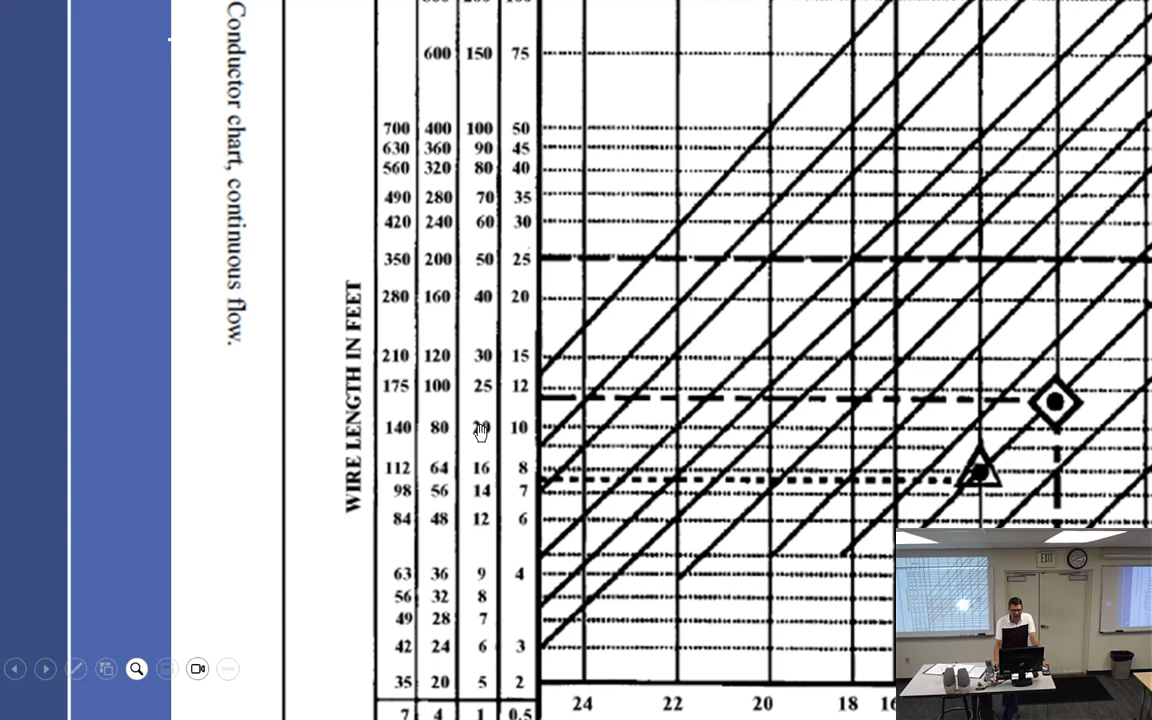 Conductor chart, continuous flow.
WIRE LENGTH IN FEET
600 150 75
700 400 100 50
630 360 90 45
560 320 80 40
490 280 70 35
420 240 60 30
350 200 50 25
280 160 40 20
210 120 30 15
175 100 25 12
140 80 20 10
112 64 16 8
98 56 14 7
84 48 12 6
63 36 9 4
56 32 8
49 28 7
42 24 6 3
35 20 5 2
7 4 1 0.5
24 22 20 18
EXIT